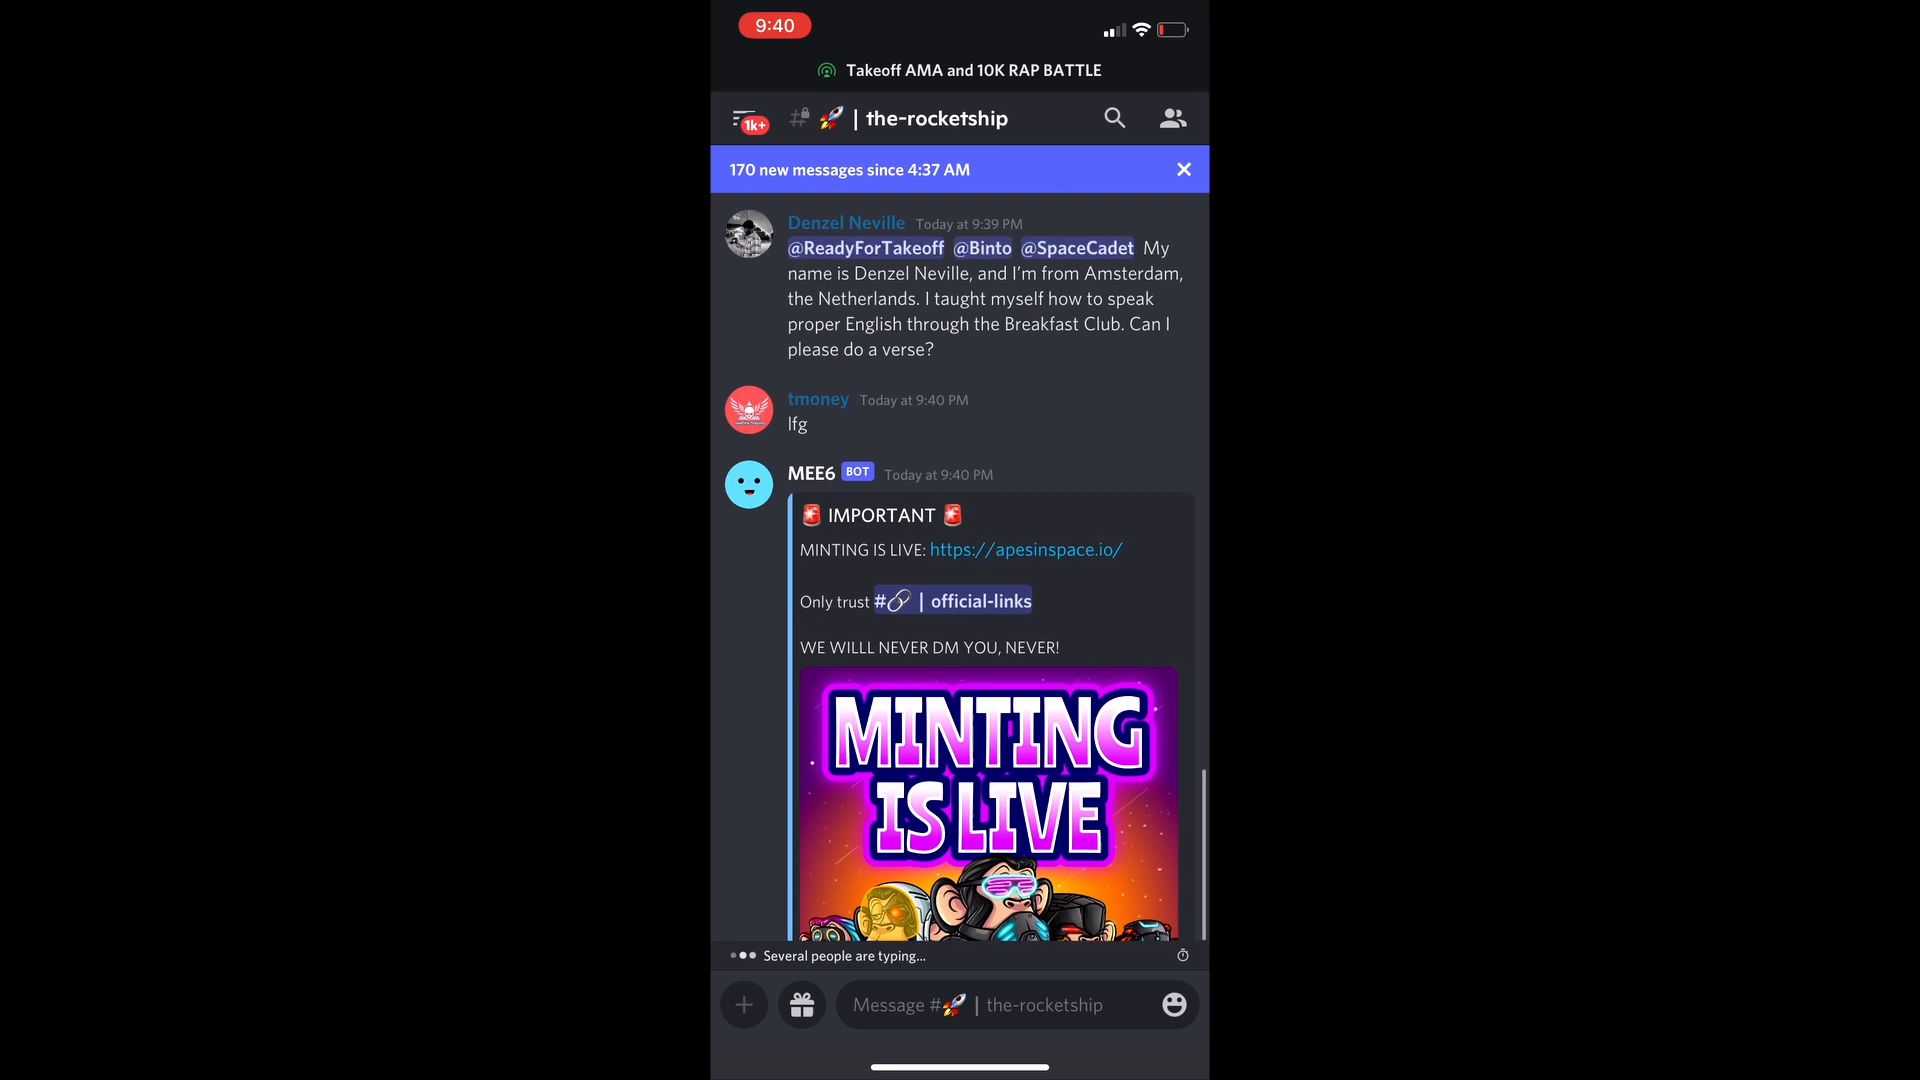 9:40
Takeoff AMA and 10K RAP BATTLE
1k+
# 🚀 | the-rocketship
170 new messages since 4:37 AM
Denzel Neville Today at 9:39 PM
@ReadyForTakeoff @Binto @SpaceCadet My
name is Denzel Neville, and I’m from Amsterdam,
the Netherlands. I taught myself how to speak
proper English through the Breakfast Club. Can I
please do a verse?
tmoney Today at 9:40 PM
lfg
MEE6 BOT Today at 9:40 PM
🚨 IMPORTANT 🚨
MINTING IS LIVE: https://apesinspace.io/
Only trust #🔗 | official-links
WE WILLL NEVER DM YOU, NEVER!
MINTING
IS LIVE
Several people are typing...
Message #🚀 | the-rocketship